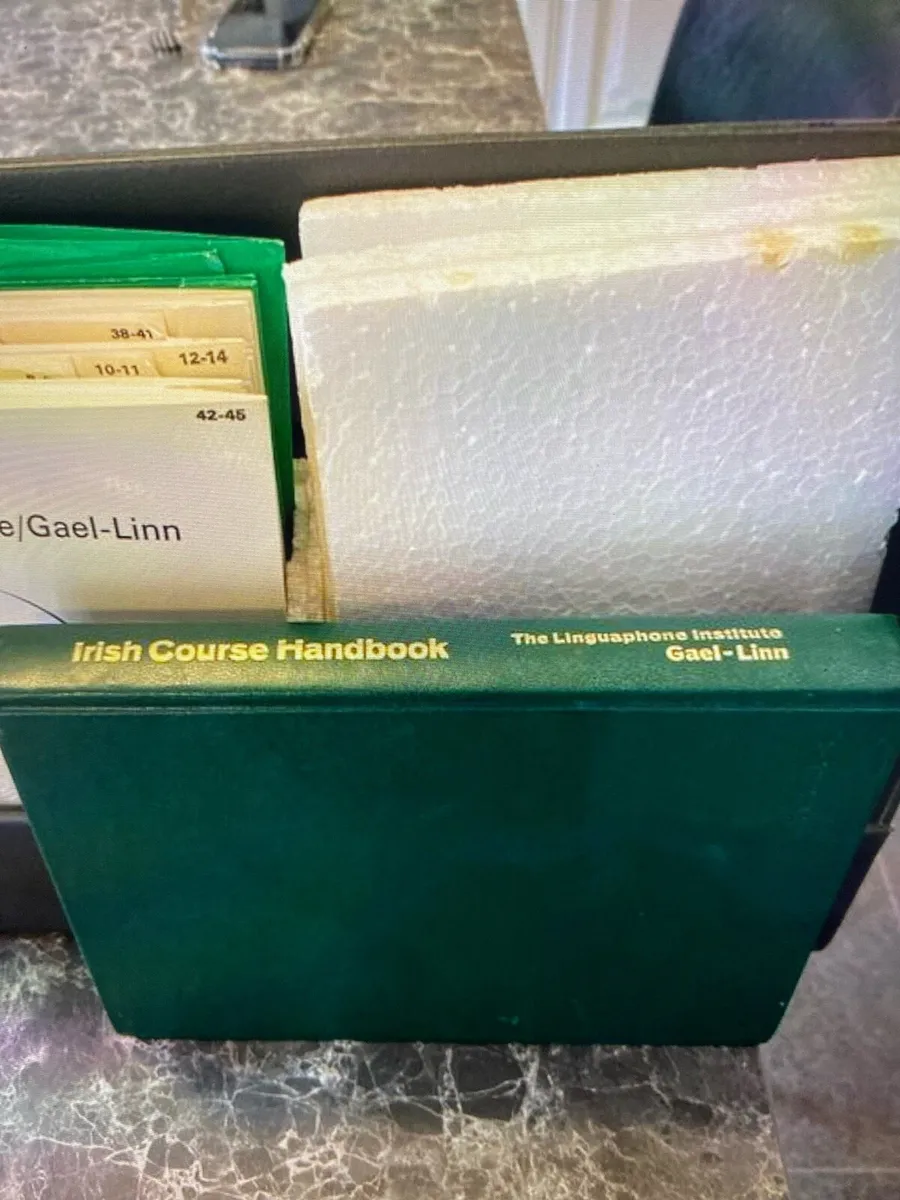 38-41
12-14
10-11
42-45
e/Gael-Linn
Irish Course Handbook
The Linguaphone Institute
Gael-Linn